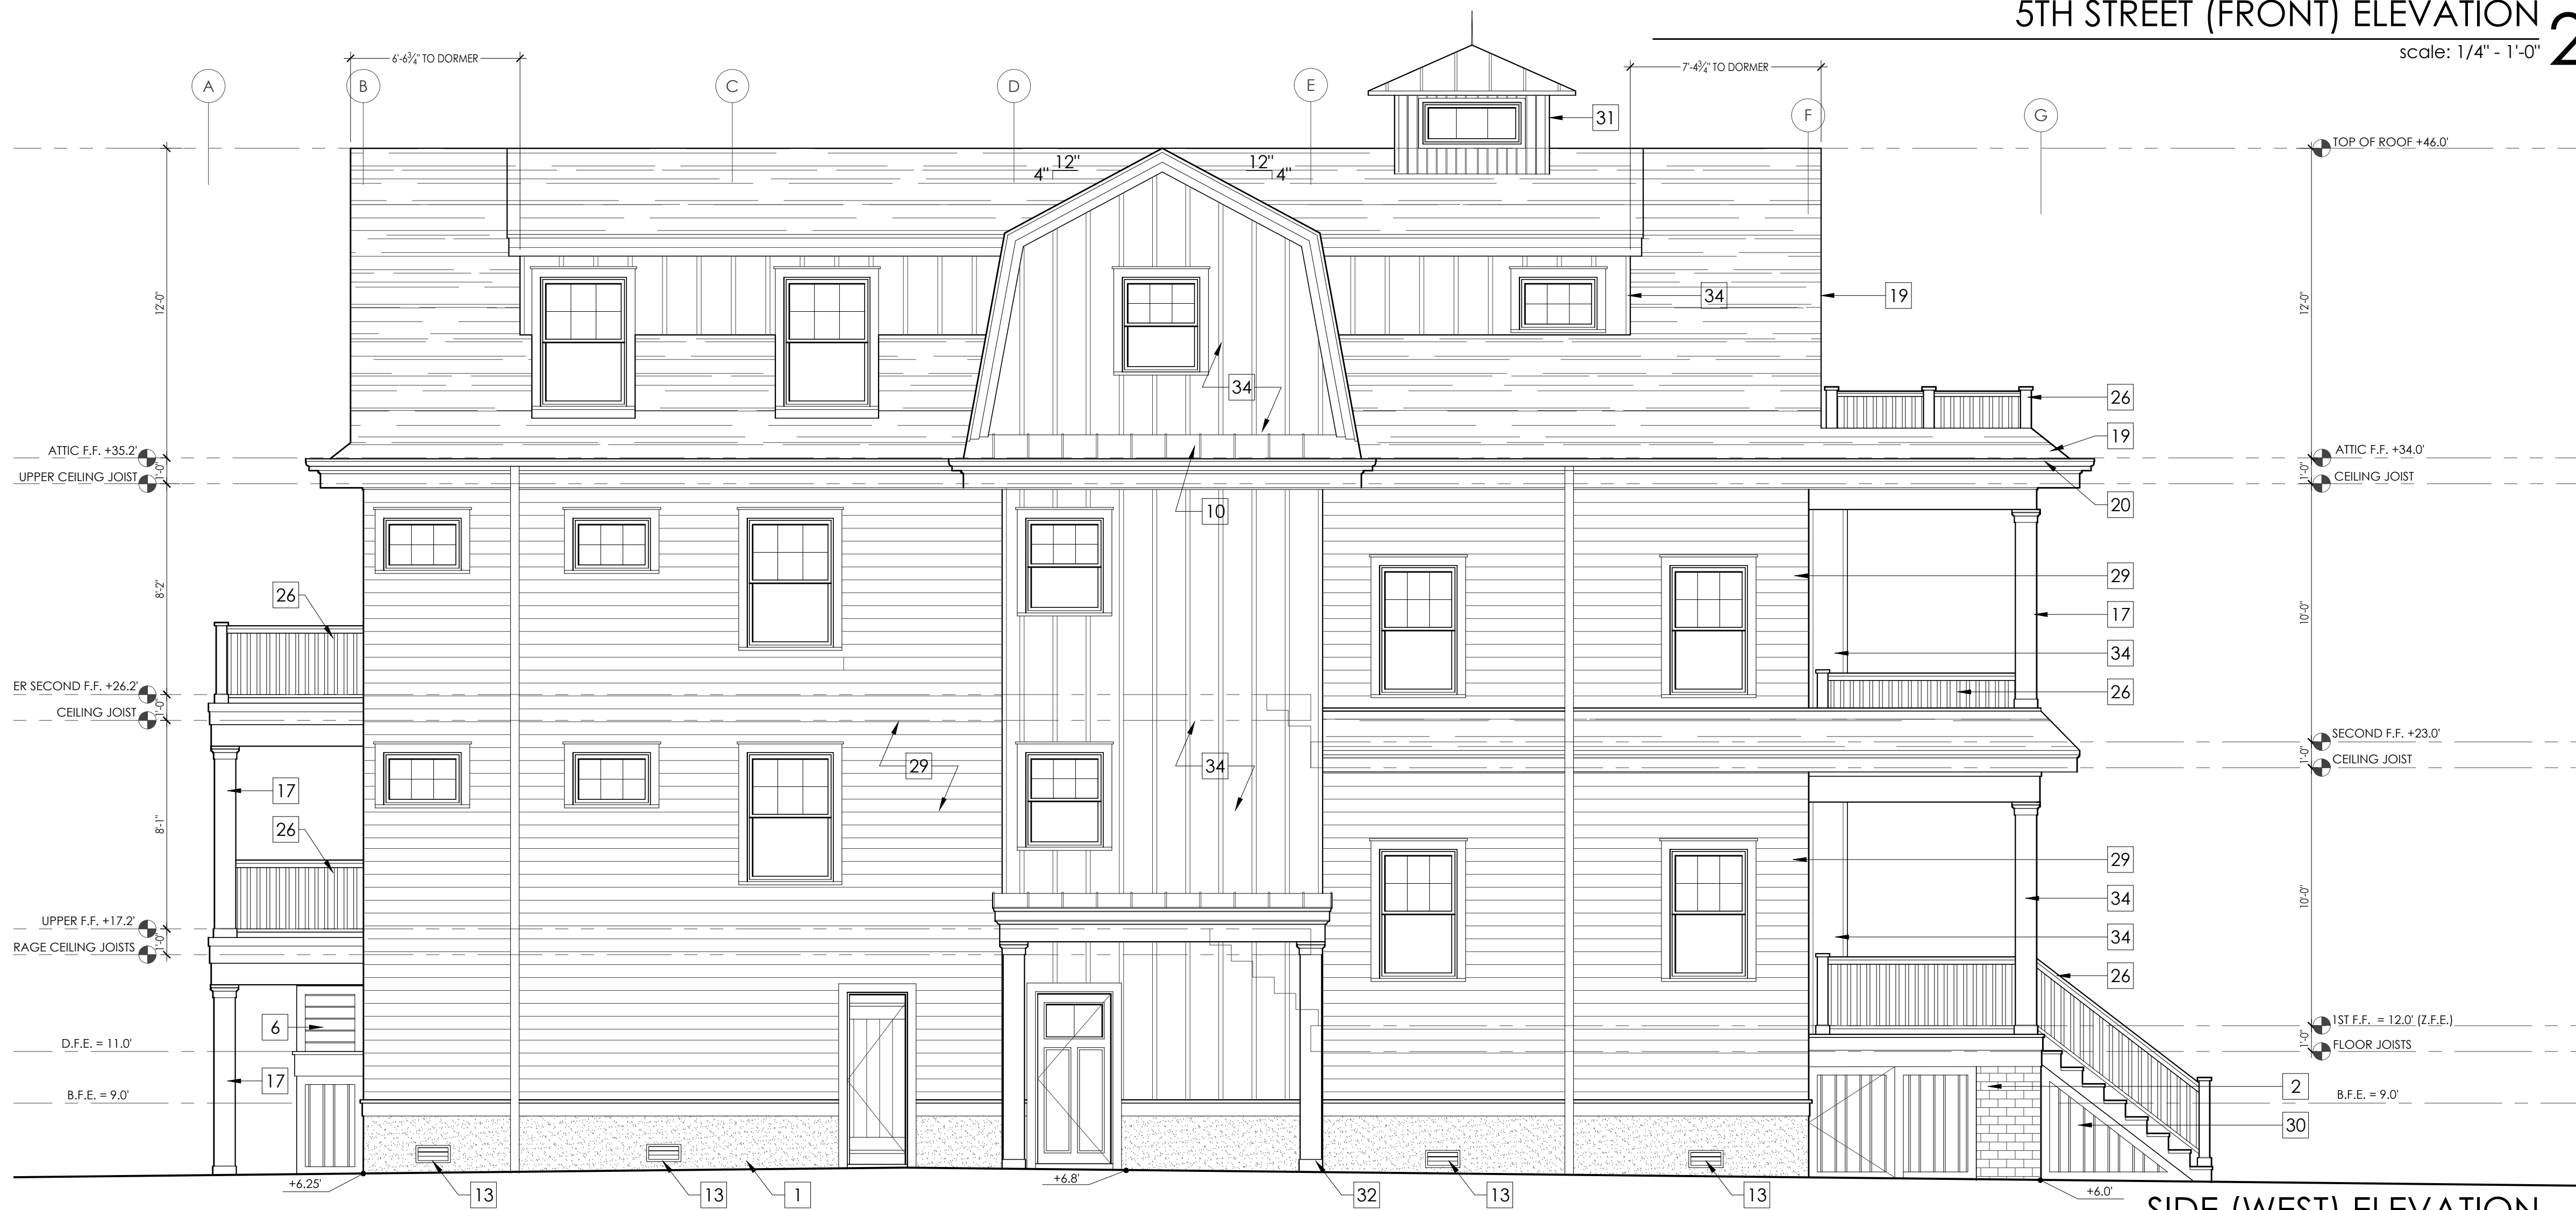 5TH STREET (FRONT) ELEVATION
scale: 1/4" - 1'-0"
2
6'-6¾" TO DORMER
7'-4¾" TO DORMER
A
B
C
D
E
F
G
31
TOP OF ROOF +46.0'
12"
4"
12"
4"
12'-0"
34
19
12'-0"
34
26
19
ATTIC F.F. +35.2'
1'-0"
UPPER CEILING JOIST
ATTIC F.F. +34.0'
1'-0"
CEILING JOIST
10
20
8'-2"
26
29
17
10'-0"
34
26
ER SECOND F.F. +26.2'
1'-0"
CEILING JOIST
SECOND F.F. +23.0'
1'-0"
CEILING JOIST
29
34
17
8'-1"
26
29
34
10'-0"
34
26
UPPER F.F. +17.2'
1'-0"
RAGE CEILING JOISTS
6
1ST F.F. = 12.0' (Z.F.E.)
1'-0"
FLOOR JOISTS
D.F.E. = 11.0'
17
2
B.F.E. = 9.0'
B.F.E. = 9.0'
30
+6.25'
+6.8'
+6.0'
13
13
1
32
13
13
SIDE (WEST) ELEVATION